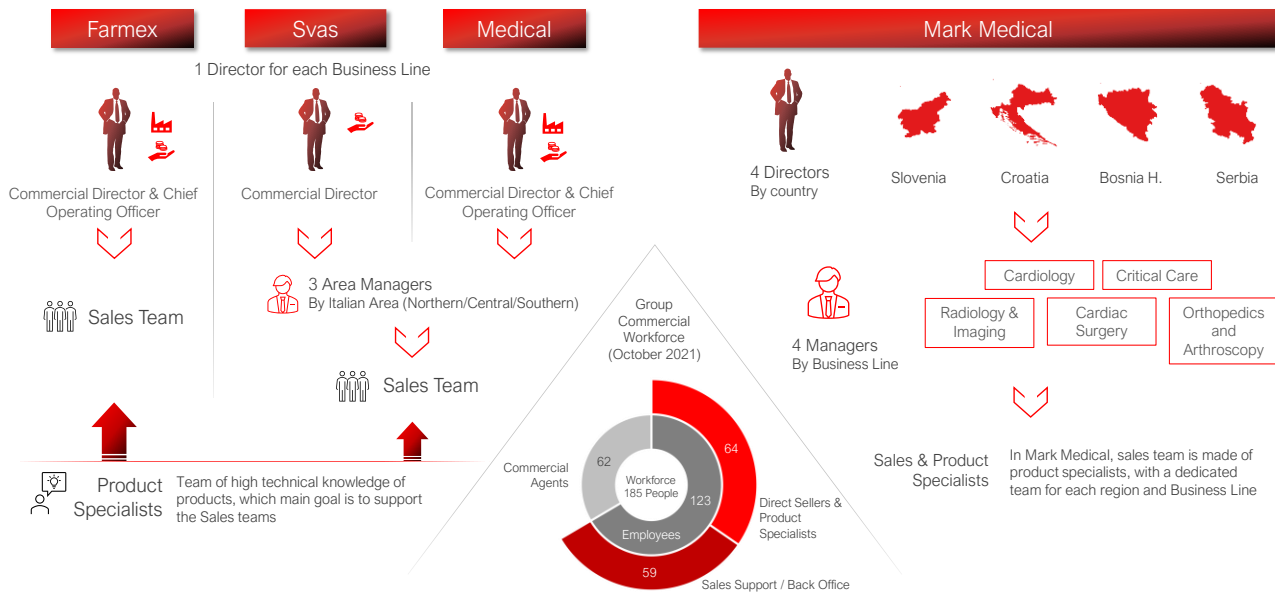 Farmex
Svas
Medical
Mark Medical
1 Director for each Business Line
Commercial Director & Chief
Operating Officer
Commercial Director
Commercial Director & Chief
Operating Officer
Sales Team
3 Area Managers
By Italian Area (Northern/Central/Southern)
Sales Team
Product
Specialists
Team of high technical knowledge of
products, which main goal is to support
the Sales teams
Group
Commercial
Workforce
(October 2021)
Commercial
Agents
62
64
Workforce
185 People
123
Employees
59
Direct Sellers &
Product
Specialists
Sales Support / Back Office
4 Directors
By country
Slovenia
Croatia
Bosnia H.
Serbia
4 Managers
By Business Line
Cardiology
Critical Care
Radiology &
Imaging
Cardiac
Surgery
Orthopedics
and
Arthroscopy
Sales & Product
Specialists
In Mark Medical, sales team is made of
product specialists, with a dedicated
team for each region and Business Line